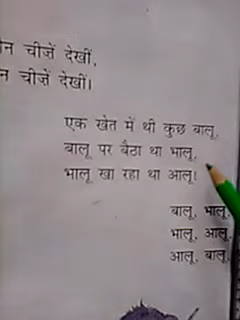 न चीज़ें देखीं,
न चीज़ें देखीं।
एक खेत में थी कुछ बालू,
बालू पर बैठा था भालू,
भालू खा रहा था आलू!
बालू, भालू,
भालू, आलू,
आलू, बालू,